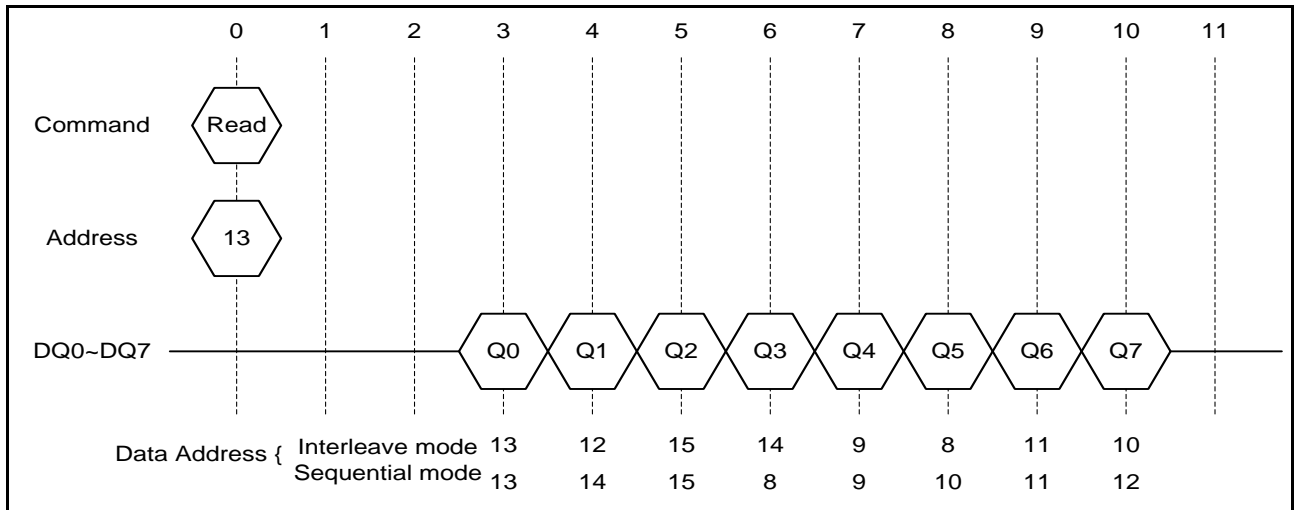 0 1 2 3 4 5 6 7 8 9 10 11
Command Read
Address 13
DQ0~DQ7 Q0 Q1 Q2 Q3 Q4 Q5 Q6 Q7
Data Address { Interleave mode 13 12 15 14 9 8 11 10
Sequential mode 13 14 15 8 9 10 11 12